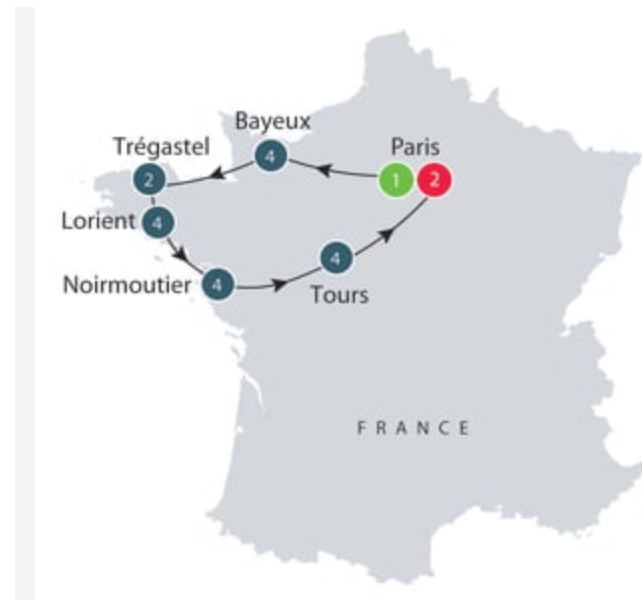 Bayeux
Trégastel
Paris
4
2
1 2
Lorient 4
4
Noirmoutier 4
Tours
FRANCE